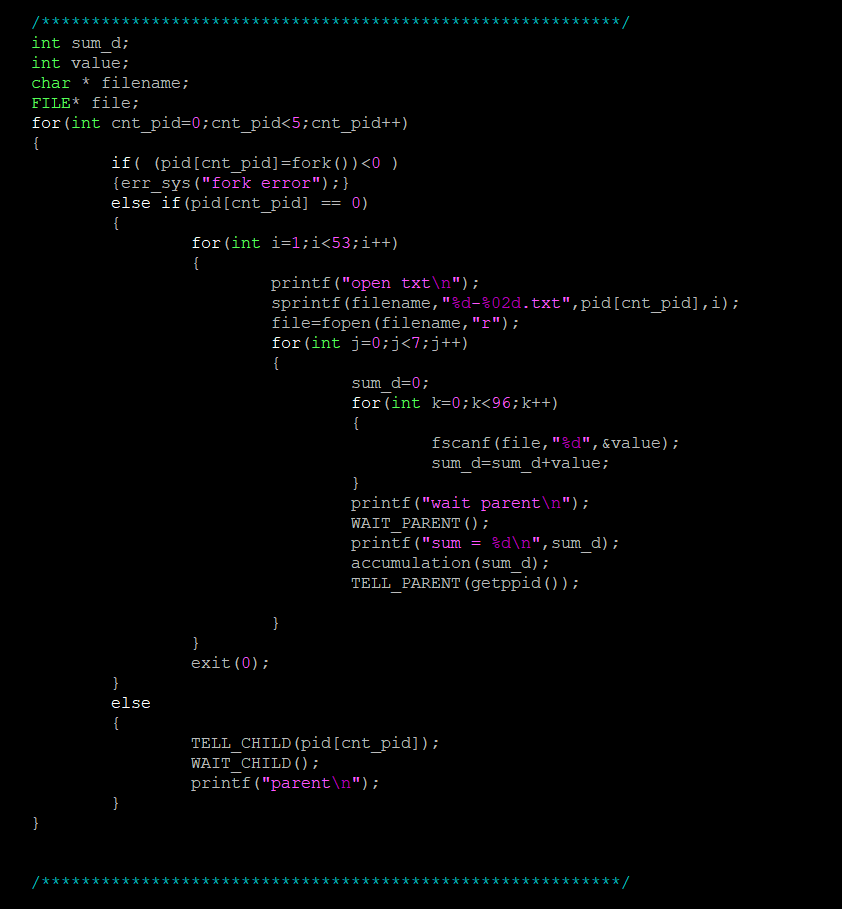 /**********************************************************/
int sum_d;
int value;
char * filename;
FILE* file;
for(int cnt_pid=0;cnt_pid<5;cnt_pid++)
{
        if( (pid[cnt_pid]=fork())<0 )
        {err_sys("fork error");}
        else if(pid[cnt_pid] == 0)
        {
                for(int i=1;i<53;i++)
                {
                        printf("open txt\n");
                        sprintf(filename,"%d-%02d.txt",pid[cnt_pid],i);
                        file=fopen(filename,"r");
                        for(int j=0;j<7;j++)
                        {
                                sum_d=0;
                                for(int k=0;k<96;k++)
                                {
                                        fscanf(file,"%d",&value);
                                        sum_d=sum_d+value;
                                }
                                printf("wait parent\n");
                                WAIT_PARENT();
                                printf("sum = %d\n",sum_d);
                                accumulation(sum_d);
                                TELL_PARENT(getppid());

                        }
                }
                exit(0);
        }
        else
        {
                TELL_CHILD(pid[cnt_pid]);
                WAIT_CHILD();
                printf("parent\n");
        }
}


/**********************************************************/